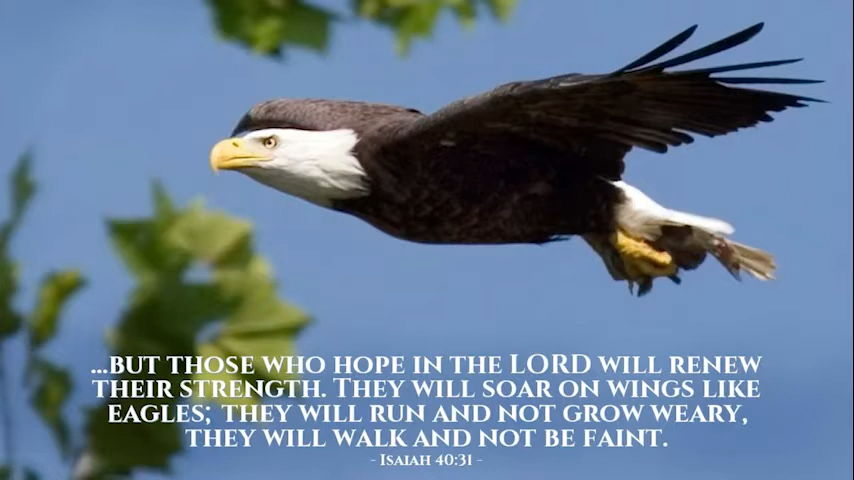 ...but those who hope in the LORD will renew
their strength. They will soar on wings like
eagles; they will run and not grow weary,
they will walk and not be faint.
- Isaiah 40:31 -